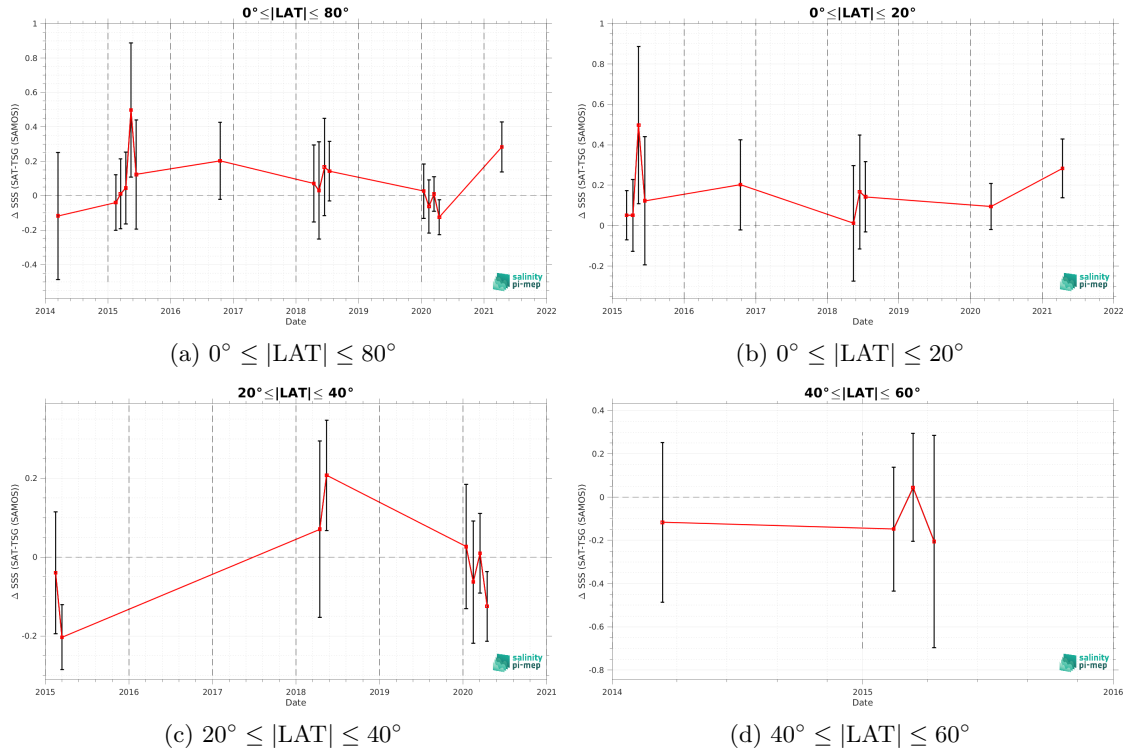 0°≤|LAT|≤ 80°
Δ SSS (SAT-TSG (SAMOS))
1
0.8
0.6
0.4
0.2
0
-0.2
-0.4
2014 2015 2016 2017 2018 2019 2020 2021 2022
Date
salinity
pi-mep
(a) 0° ≤ |LAT| ≤ 80°
0°≤|LAT|≤ 20°
Δ SSS (SAT-TSG (SAMOS))
1
0.8
0.6
0.4
0.2
0
-0.2
2015 2016 2017 2018 2019 2020 2021 2022
Date
salinity
pi-mep
(b) 0° ≤ |LAT| ≤ 20°
20°≤|LAT|≤ 40°
Δ SSS (SAT-TSG (SAMOS))
0.2
0
-0.2
2015 2016 2017 2018 2019 2020 2021
Date
salinity
pi-mep
(c) 20° ≤ |LAT| ≤ 40°
40°≤|LAT|≤ 60°
Δ SSS (SAT-TSG (SAMOS))
0.4
0.2
0
-0.2
-0.4
-0.6
-0.8
2014 2015 2016
Date
salinity
pi-mep
(d) 40° ≤ |LAT| ≤ 60°